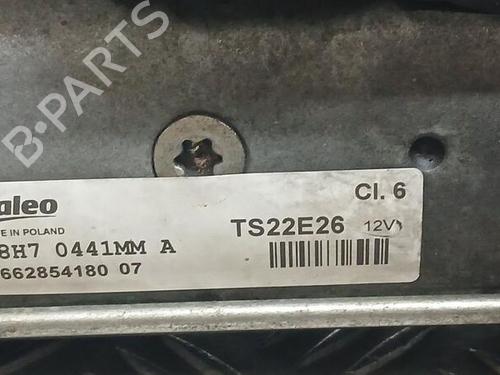 B-PARTS
Cl. 6
aleo
E IN POLAND
TS22E26 12V
8H7 0441MM A
662854180 07